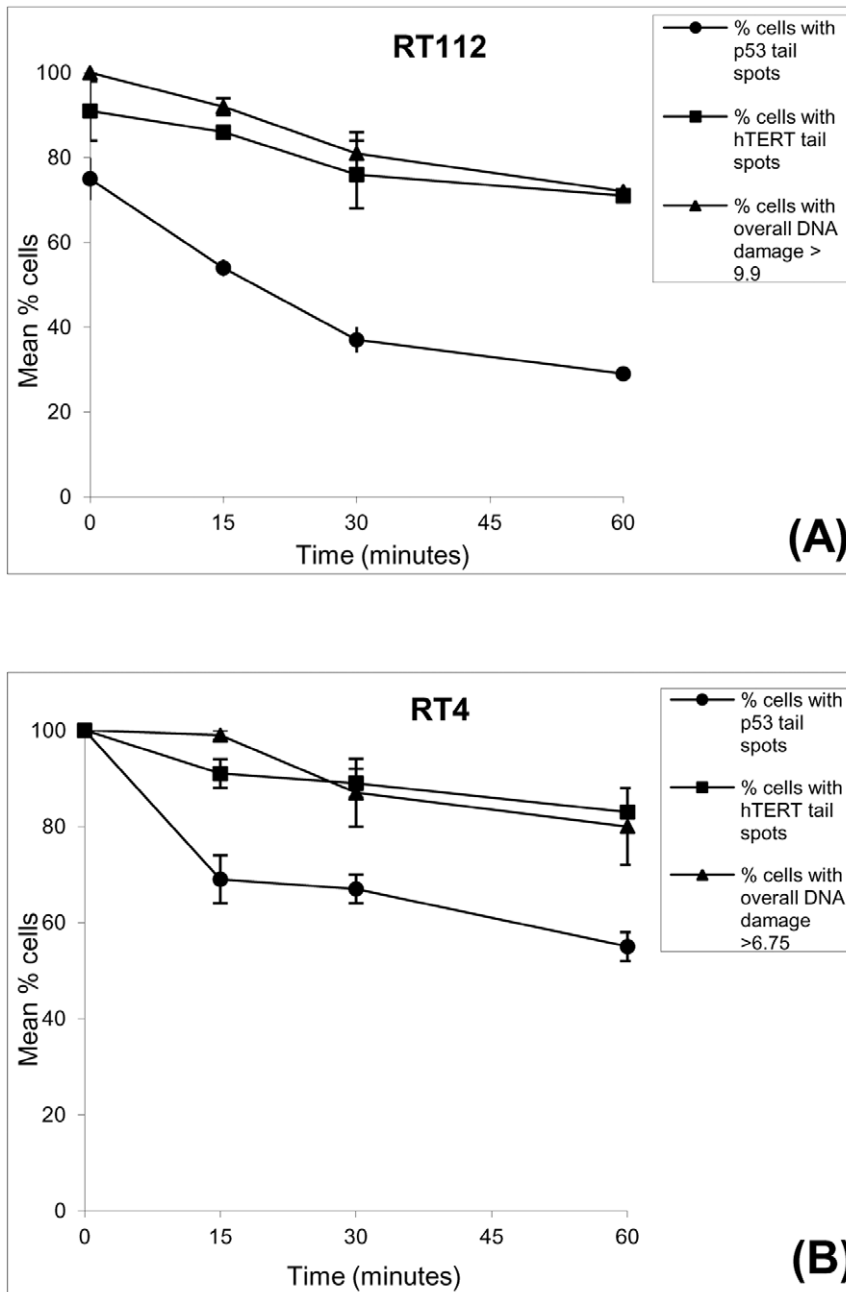 RT112
% cells with
p53 tail
spots
% cells with
hTERT tail
spots
% cells with
overall DNA
damage >
9.9
Mean % cells
100
80
60
40
20
0
0 15 30 45 60
Time (minutes)
(A)
RT4
% cells with
p53 tail
spots
% cells with
hTERT tail
spots
% cells with
overall DNA
damage
>6.75
Mean % cells
100
80
60
40
20
0
0 15 30 45 60
Time (minutes)
(B)